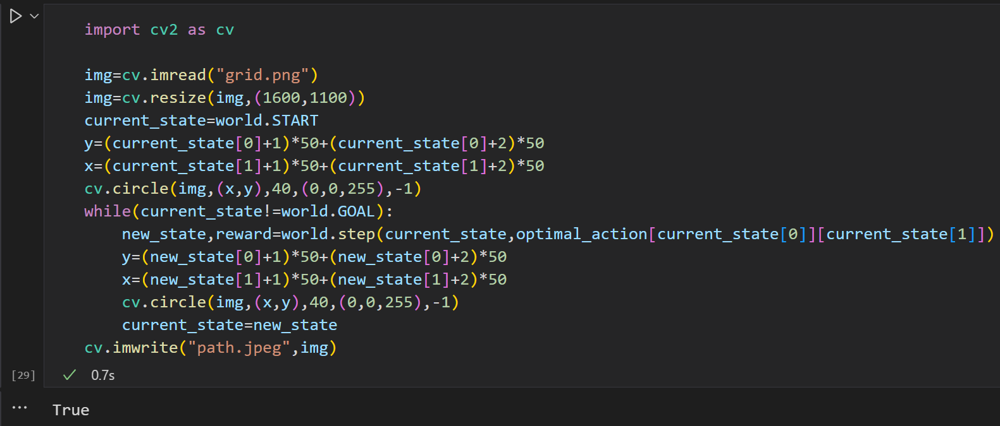 import cv2 as cv
img=cv.imread("grid.png")
img=cv.resize(img,(1600,1100))
current_state=world.START
y=(current_state[0]+1)*50+(current_state[0]+2)*50
x=(current_state[1]+1)*50+(current_state[1]+2)*50
cv.circle(img,(x,y),40,(0,0,255),-1)
while(current_state!=world.GOAL):
    new_state,reward=world.step(current_state,optimal_action[current_state[0]][current_state[1]])
    y=(new_state[0]+1)*50+(new_state[0]+2)*50
    x=(new_state[1]+1)*50+(new_state[1]+2)*50
    cv.circle(img,(x,y),40,(0,0,255),-1)
    current_state=new_state
cv.imwrite("path.jpeg",img)
[29] ✓ 0.7s
... True